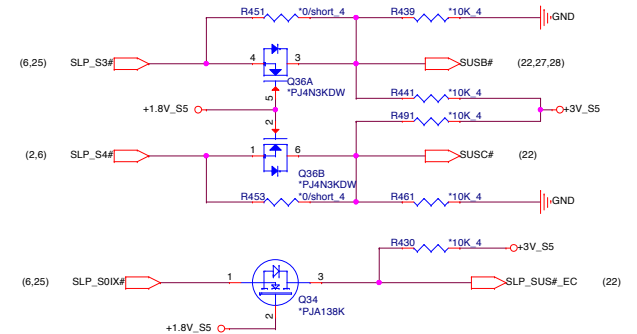 R451 *0/short_4 R439 *10K_4
GND
(6,25) SLP_S3# 4 3 SUSB# (22,27,28)
Q36A
*PJ4N3KDW
5
R441 *10K_4
+1.8V_S5 +3V_S5
R491 *10K_4
2
(2,6) SLP_S4# 1 6 SUSC# (22)
Q36B
*PJ4N3KDW
R453 *0/short_4 R461 *10K_4
GND
R430 *10K_4 +3V_S5
(6,25) SLP_S0IX# 1 3 SLP_SUS#_EC (22)
Q34
*PJA138K
2
+1.8V_S5